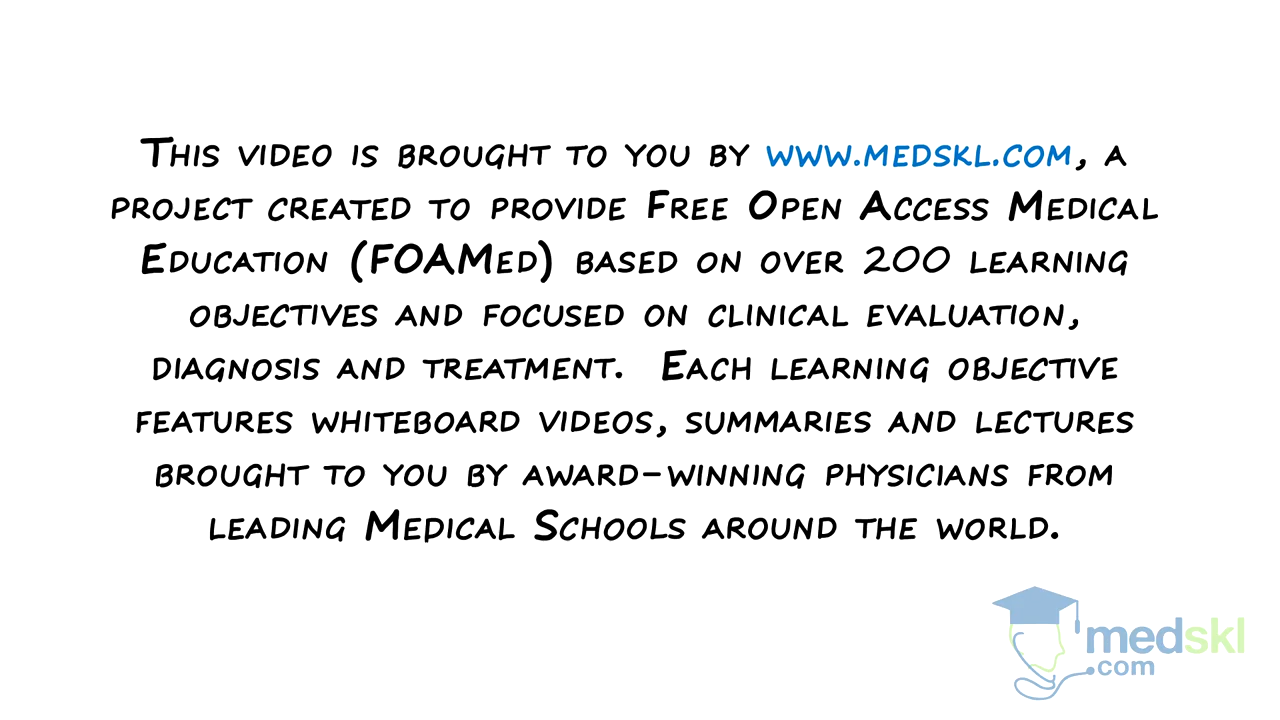 This video is brought to you by www.medskl.com, a
project created to provide Free Open Access Medical
Education (FOAMed) based on over 200 learning
objectives and focused on clinical evaluation,
diagnosis and treatment.  Each learning objective
features whiteboard videos, summaries and lectures
brought to you by award-winning physicians from
leading Medical Schools around the world.
medskl
.com